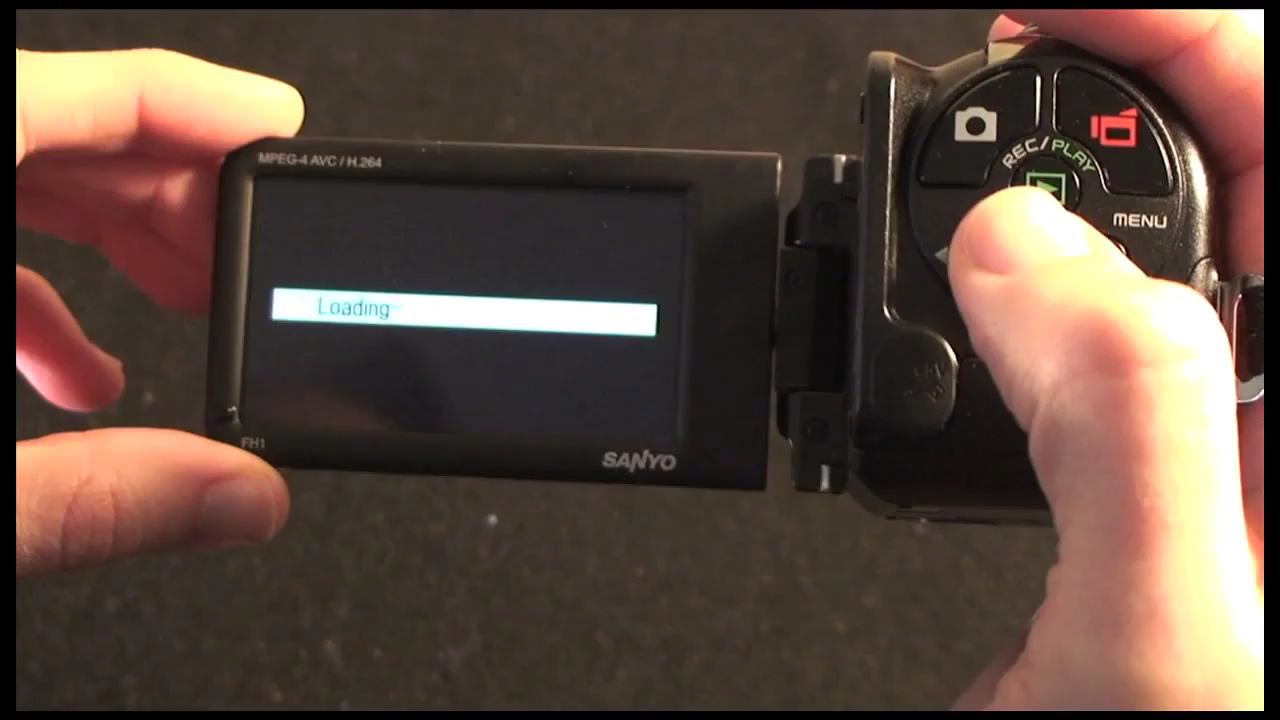 MPEG-4 AVC / H.264
REC/PLAY
MENU
Loading
FH1
SANYO